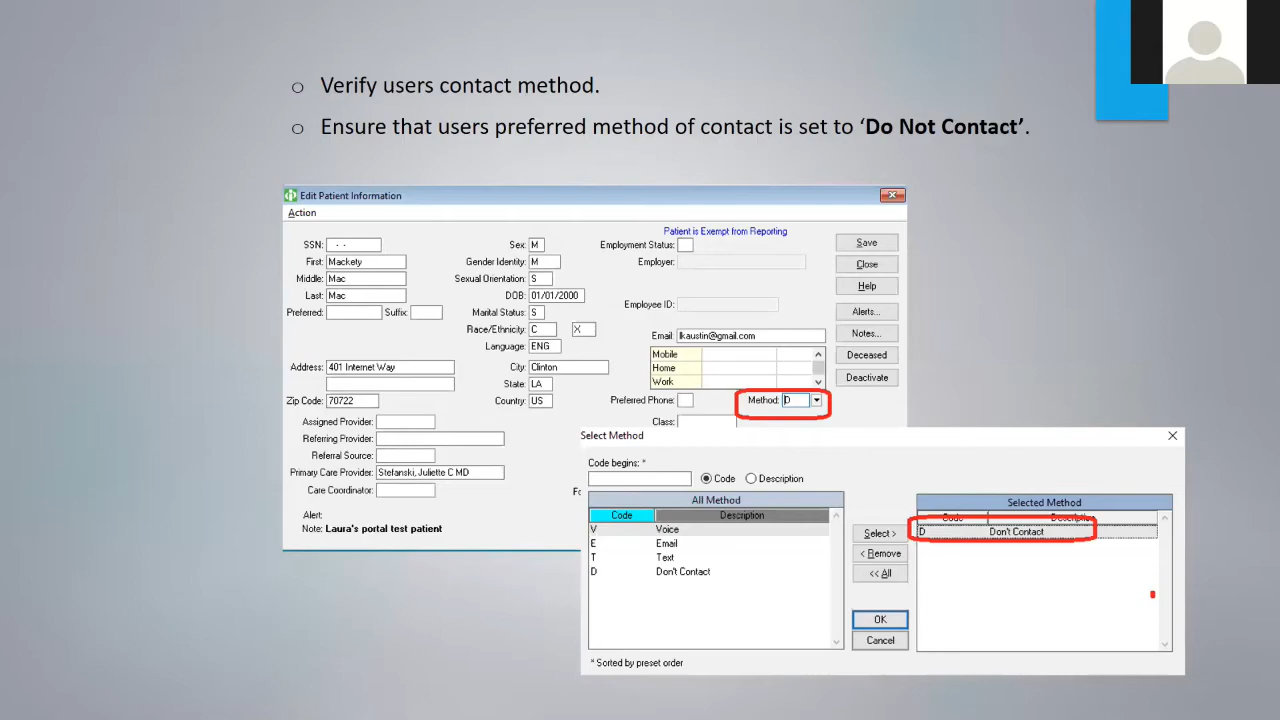 o Verify users contact method.
o Ensure that users preferred method of contact is set to ‘Do Not Contact’.
Edit Patient Information
Action
Patient is Exempt from Reporting
SSN: - -
Sex: M
Employment Status:
Save
First: Mackety
Gender Identity: M
Employer:
Close
Middle: Mac
Sexual Orientation: S
Help
Last: Mac
DOB: 01/01/2000
Employee ID:
Preferred:
Suffix:
Marital Status: S
Alerts...
Race/Ethnicity: C X
Email: lkaustin@gmail.com
Notes...
Language: ENG
Mobile
Deceased
Address: 401 Internet Way
City: Clinton
Home
State: LA
Work
Deactivate
Zip Code: 70722
Country: US
Preferred Phone:
Method: D
Assigned Provider:
Class:
Referring Provider:
Referral Source:
Primary Care Provider: Stefanski, Juliette C MD
Care Coordinator:
Fo
Alert:
Note: Laura's portal test patient
Select Method
Code begins: *
Code
Description
All Method
Code Description
V Voice
E Email
T Text
D Don't Contact
Select >
< Remove
<< All
OK
Cancel
Selected Method
Code Description
D Don't Contact
* Sorted by preset order